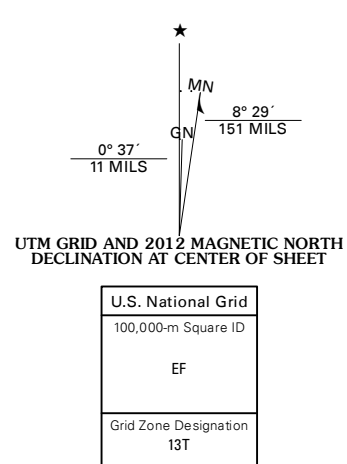 ★
MN
8° 29´
151 MILS
GN
0° 37´
11 MILS
UTM GRID AND 2012 MAGNETIC NORTH
DECLINATION AT CENTER OF SHEET
U.S. National Grid
100,000-m Square ID
EF
Grid Zone Designation
13T